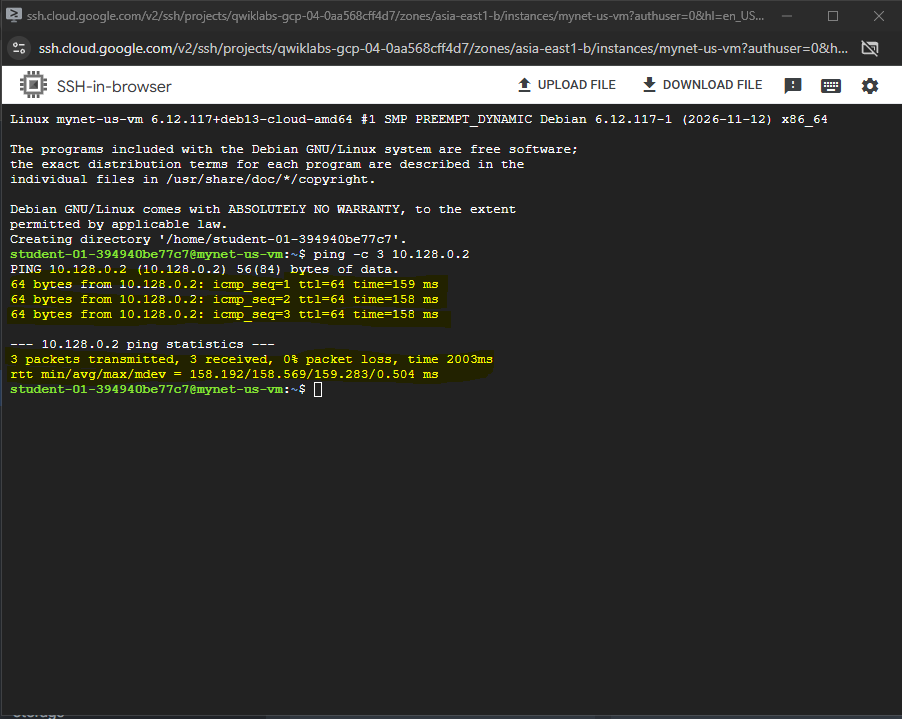 ssh.cloud.google.com/v2/ssh/projects/qwiklabs-gcp-04-0aa568cff4d7/zones/asia-east1-b/instances/mynet-us-vm?authuser=0&hl=en_US...
ssh.cloud.google.com/v2/ssh/projects/qwiklabs-gcp-04-0aa568cff4d7/zones/asia-east1-b/instances/mynet-us-vm?authuser=0&h...
SSH-in-browser UPLOAD FILE DOWNLOAD FILE
Linux mynet-us-vm 6.12.117+deb13-cloud-amd64 #1 SMP PREEMPT_DYNAMIC Debian 6.12.117-1 (2026-11-12) x86_64
The programs included with the Debian GNU/Linux system are free software;
the exact distribution terms for each program are described in the
individual files in /usr/share/doc/*/copyright.
Debian GNU/Linux comes with ABSOLUTELY NO WARRANTY, to the extent
permitted by applicable law.
Creating directory '/home/student-01-394940be77c7'.
student-01-394940be77c7@mynet-us-vm:~$ ping -c 3 10.128.0.2
PING 10.128.0.2 (10.128.0.2) 56(84) bytes of data.
64 bytes from 10.128.0.2: icmp_seq=1 ttl=64 time=159 ms
64 bytes from 10.128.0.2: icmp_seq=2 ttl=64 time=158 ms
64 bytes from 10.128.0.2: icmp_seq=3 ttl=64 time=158 ms
--- 10.128.0.2 ping statistics ---
3 packets transmitted, 3 received, 0% packet loss, time 2003ms
rtt min/avg/max/mdev = 158.192/158.569/159.283/0.504 ms
student-01-394940be77c7@mynet-us-vm:~$